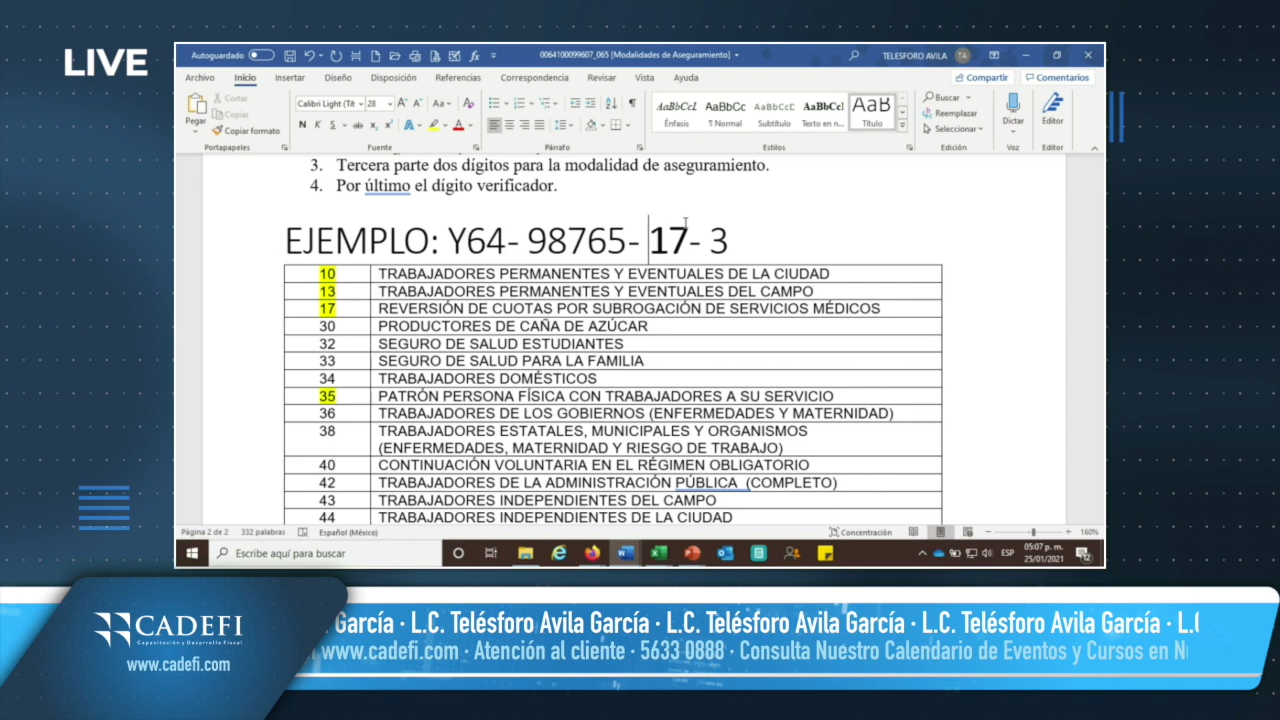 LIVE
Autoguardado
0064100099607_065 [Modalidades de Aseguramiento]
TELESFORO AVILA
TA
Archivo Inicio Insertar Diseño Disposición Referencias Correspondencia Revisar Vista Ayuda
Compartir Comentarios
Pegar
Cortar
Copiar
Copiar formato
Portapapeles
Calibri Light (Tít 28
N K S
Fuente
Párrafo
AaBbCcL AaBbCc AaBbCcD AaBbCcI AaB
Énfasis ¶ Normal Subtítulo Texto en n... Título
Estilos
Buscar
Reemplazar
Seleccionar
Edición
Dictar
Voz
Editor
Editor
3. Tercera parte dos dígitos para la modalidad de aseguramiento.
4. Por último el dígito verificador.
EJEMPLO: Y64- 98765- 17- 3
10 TRABAJADORES PERMANENTES Y EVENTUALES DE LA CIUDAD
13 TRABAJADORES PERMANENTES Y EVENTUALES DEL CAMPO
17 REVERSIÓN DE CUOTAS POR SUBROGACIÓN DE SERVICIOS MÉDICOS
30 PRODUCTORES DE CAÑA DE AZÚCAR
32 SEGURO DE SALUD ESTUDIANTES
33 SEGURO DE SALUD PARA LA FAMILIA
34 TRABAJADORES DOMÉSTICOS
35 PATRÓN PERSONA FÍSICA CON TRABAJADORES A SU SERVICIO
36 TRABAJADORES DE LOS GOBIERNOS (ENFERMEDADES Y MATERNIDAD)
38 TRABAJADORES ESTATALES, MUNICIPALES Y ORGANISMOS
(ENFERMEDADES, MATERNIDAD Y RIESGO DE TRABAJO)
40 CONTINUACIÓN VOLUNTARIA EN EL RÉGIMEN OBLIGATORIO
42 TRABAJADORES DE LA ADMINISTRACIÓN PÚBLICA (COMPLETO)
43 TRABAJADORES INDEPENDIENTES DEL CAMPO
44 TRABAJADORES INDEPENDIENTES DE LA CIUDAD
Página 2 de 2 332 palabras Español (México) Concentración 160%
Escribe aquí para buscar
ESP
05:07 p. m.
25/01/2021
12
CADEFI
Capacitación y Desarrollo Fiscal
www.cadefi.com
García · L.C. Telésforo Avila García · L.C. Telésforo Avila García · L.C. Telésforo Avila García ·
www.cadefi.com · Atención al cliente · 5633 0888 · Consulta Nuestro Calendario de Eventos y Cursos en